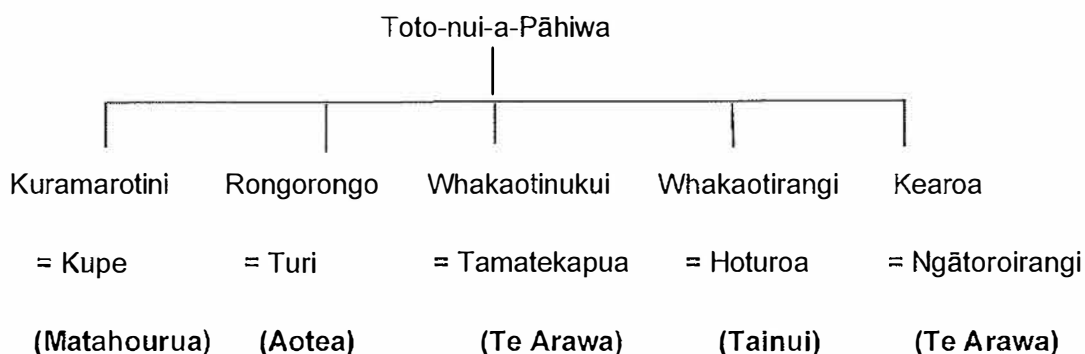 Toto-nui-a-Pāhiwa
Kuramarotini Rongorongo Whakaotinukui Whakaotirangi Kearoa
= Kupe = Turi = Tamatekapua = Hoturoa = Ngātoroirangi
(Matahourua) (Aotea) (Te Arawa) (Tainui) (Te Arawa)